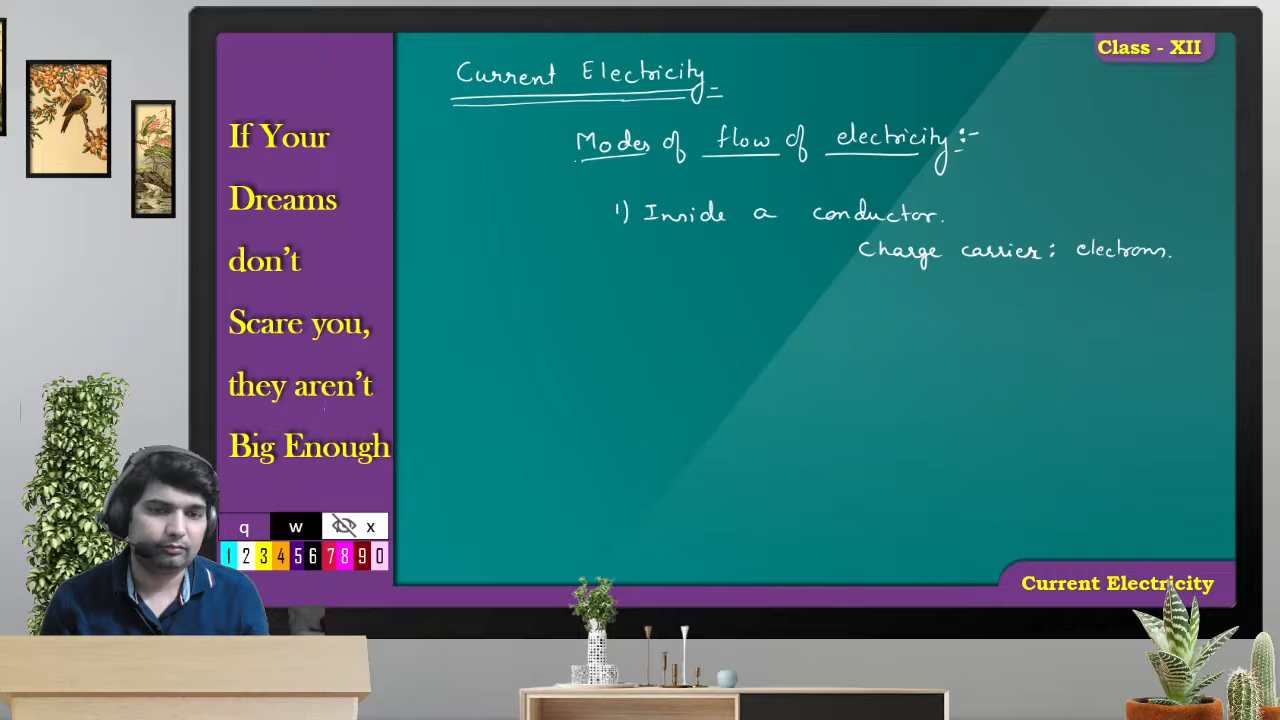 Class - XII
Current Electricity
Modes of flow of electricity :-
1) Inside a conductor.
Charge carrier : electrons.
If Your
Dreams
don't
Scare you,
they aren't
Big Enough
q w x
1 2 3 4 5 6 7 8 9 0
Current Electricity